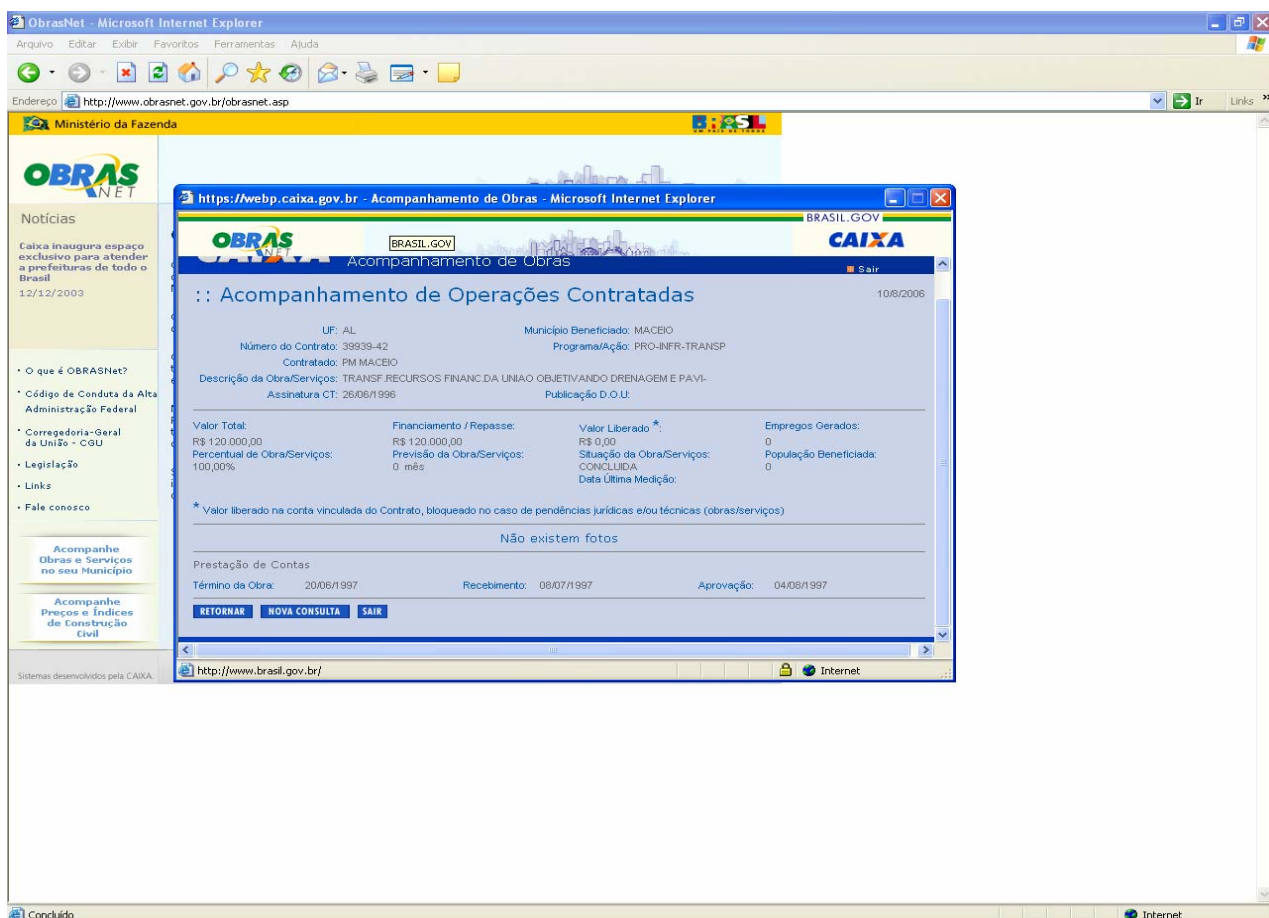 ObrasNet - Microsoft Internet Explorer
Arquivo Editar Exibir Favoritos Ferramentas Ajuda
Endereço http://www.obrasnet.gov.br/obrasnet.asp Ir Links »
Ministério da Fazenda BRASIL
UM PAÍS DE TODOS
OBRAS
NET
Notícias
Caixa inaugura espaço
exclusivo para atender
a prefeituras de todo o
Brasil
12/12/2003
• O que é OBRASNet?
• Código de Conduta da Alta
Administração Federal
• Corregedoria-Geral
da União - CGU
• Legislação
• Links
• Fale conosco
Acompanhe
Obras e Serviços
no seu Município
Acompanhe
Preços e Índices
de Construção
Civil
Sistemas desenvolvidos pela CAIXA.
https://webp.caixa.gov.br - Acompanhamento de Obras - Microsoft Internet Explorer
BRASIL.GOV
OBRAS
NET
BRASIL.GOV
CAIXA
Acompanhamento de Obras
Sair
:: Acompanhamento de Operações Contratadas 10/8/2006
UF: AL Município Beneficiado: MACEIO
Número do Contrato: 39939-42 Programa/Ação: PRO-INFR-TRANSP
Contratado: PM MACEIO
Descrição da Obra/Serviços: TRANSF.RECURSOS FINANC.DA UNIAO OBJETIVANDO DRENAGEM E PAVI-
Assinatura CT: 26/06/1996 Publicação D.O.U:
Valor Total: Financiamento / Repasse: Valor Liberado *: Empregos Gerados:
R$ 120.000,00 R$ 120.000,00 R$ 0,00 0
Percentual de Obra/Serviços: Previsão da Obra/Serviços: Situação da Obra/Serviços: População Beneficiada:
100,00% 0 mês CONCLUIDA 0
Data Última Medição:
* Valor liberado na conta vinculada do Contrato, bloqueado no caso de pendências jurídicas e/ou técnicas (obras/serviços)
Não existem fotos
Prestação de Contas
Término da Obra: 20/06/1997 Recebimento: 08/07/1997 Aprovação: 04/08/1997
RETORNAR NOVA CONSULTA SAIR
http://www.brasil.gov.br/ Internet
Concluído Internet